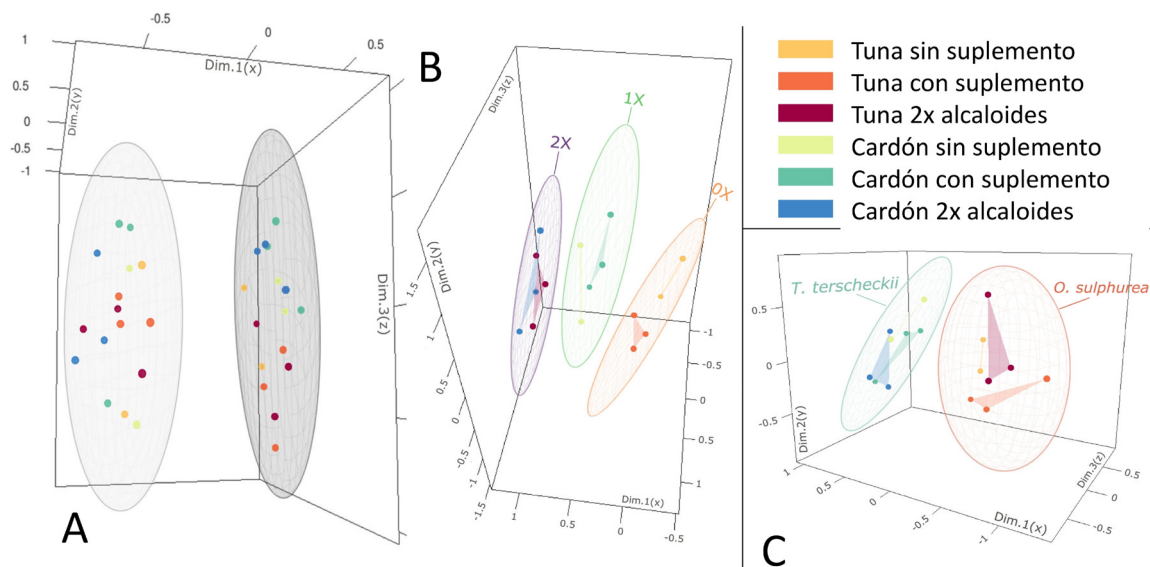 -0.5
0
0.5
1
0.5
0
-0.5
-1
Dim.1(x)
Dim.2(y)
Dim.3(z)
A
B
Dim.3(z)
2X
1X
0X
Dim.2(y)
1.5
1
0.5
0
-0.5
-1
-1.5
1
0.5
0
-0.5
Dim.1(x)
-1
-0.5
0
0.5
1
Tuna sin suplemento
Tuna con suplemento
Tuna 2x alcaloides
Cardón sin suplemento
Cardón con suplemento
Cardón 2x alcaloides
T. terscheckii
O. sulphurea
0.5
0
-0.5
Dim.2(y)
1
0.5
0
-0.5
-1
Dim.1(x)
Dim.3(z)
0.5
0
-0.5
C